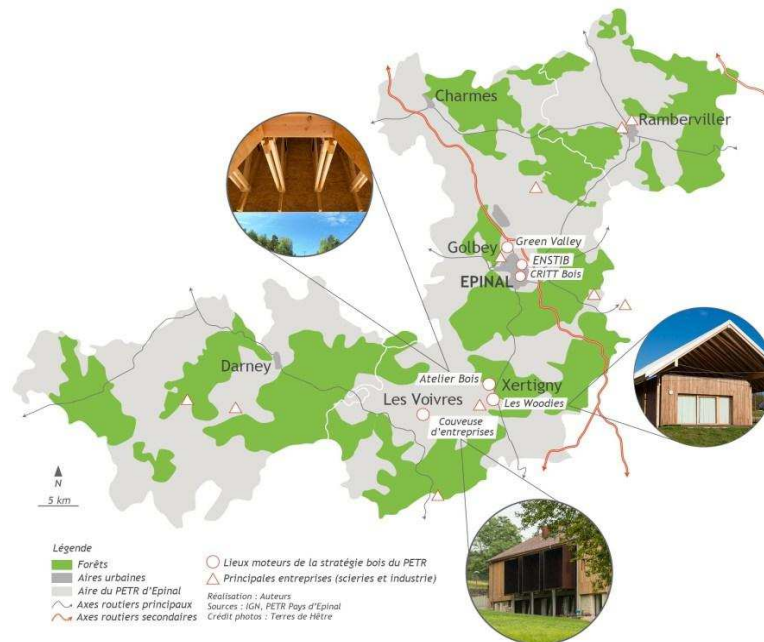 Charmes
Ramberviller
Green Valley
Golbey
ENSTIB
CRITT Bois
EPINAL
Darney
Atelier Bois
Xertigny
Les Voivres
Les Woodies
Couveuse
d'entreprises
N
5 km
Légende
Forêts
Aires urbaines
Aire du PETR d'Epinal
Axes routiers principaux
Axes routiers secondaires
Lieux moteurs de la stratégie bois du PETR
Principales entreprises (scieries et industrie)
Réalisation : Auteurs
Sources : IGN, PETR Pays d'Epinal
Crédit photos : Terres de Hêtre